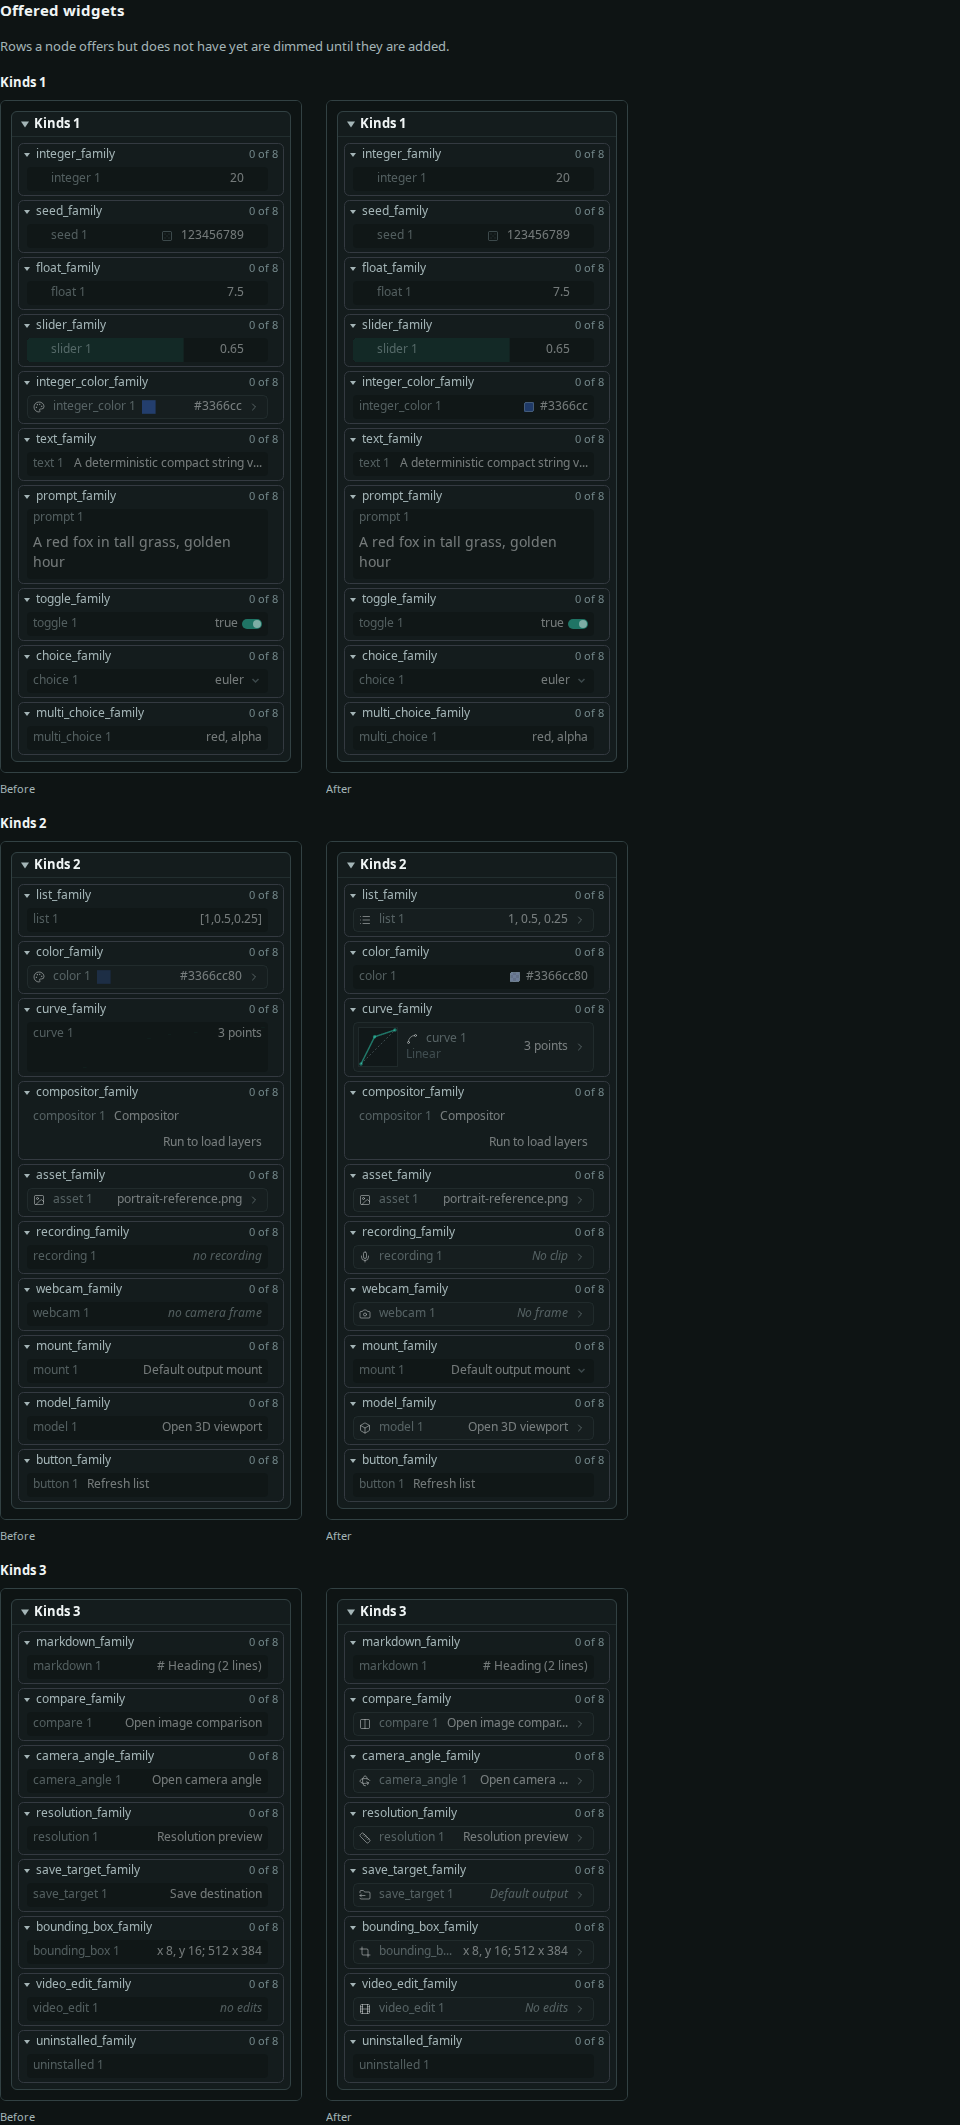 Offered widgets
Rows a node offers but does not have yet are dimmed until they are added.
Kinds 1
Kinds 1
integer_family 0 of 8
integer 1 20
seed_family 0 of 8
seed 1 123456789
float_family 0 of 8
float 1 7.5
slider_family 0 of 8
slider 1 0.65
integer_color_family 0 of 8
integer_color 1 #3366cc
text_family 0 of 8
text 1 A deterministic compact string v...
prompt_family 0 of 8
prompt 1
A red fox in tall grass, golden
hour
toggle_family 0 of 8
toggle 1 true
choice_family 0 of 8
choice 1 euler
multi_choice_family 0 of 8
multi_choice 1 red, alpha
Before
Kinds 1
integer_family 0 of 8
integer 1 20
seed_family 0 of 8
seed 1 123456789
float_family 0 of 8
float 1 7.5
slider_family 0 of 8
slider 1 0.65
integer_color_family 0 of 8
integer_color 1 #3366cc
text_family 0 of 8
text 1 A deterministic compact string v...
prompt_family 0 of 8
prompt 1
A red fox in tall grass, golden
hour
toggle_family 0 of 8
toggle 1 true
choice_family 0 of 8
choice 1 euler
multi_choice_family 0 of 8
multi_choice 1 red, alpha
After
Kinds 2
Kinds 2
list_family 0 of 8
list 1 [1,0.5,0.25]
color_family 0 of 8
color 1 #3366cc80
curve_family 0 of 8
curve 1 3 points
compositor_family 0 of 8
compositor 1 Compositor
Run to load layers
asset_family 0 of 8
asset 1 portrait-reference.png
recording_family 0 of 8
recording 1 no recording
webcam_family 0 of 8
webcam 1 no camera frame
mount_family 0 of 8
mount 1 Default output mount
model_family 0 of 8
model 1 Open 3D viewport
button_family 0 of 8
button 1 Refresh list
Before
Kinds 2
list_family 0 of 8
list 1 1, 0.5, 0.25
color_family 0 of 8
color 1 #3366cc80
curve_family 0 of 8
curve 1 3 points
Linear
compositor_family 0 of 8
compositor 1 Compositor
Run to load layers
asset_family 0 of 8
asset 1 portrait-reference.png
recording_family 0 of 8
recording 1 No clip
webcam_family 0 of 8
webcam 1 No frame
mount_family 0 of 8
mount 1 Default output mount
model_family 0 of 8
model 1 Open 3D viewport
button_family 0 of 8
button 1 Refresh list
After
Kinds 3
Kinds 3
markdown_family 0 of 8
markdown 1 # Heading (2 lines)
compare_family 0 of 8
compare 1 Open image comparison
camera_angle_family 0 of 8
camera_angle 1 Open camera angle
resolution_family 0 of 8
resolution 1 Resolution preview
save_target_family 0 of 8
save_target 1 Save destination
bounding_box_family 0 of 8
bounding_box 1 x 8, y 16; 512 x 384
video_edit_family 0 of 8
video_edit 1 no edits
uninstalled_family 0 of 8
uninstalled 1
Before
Kinds 3
markdown_family 0 of 8
markdown 1 # Heading (2 lines)
compare_family 0 of 8
compare 1 Open image compar...
camera_angle_family 0 of 8
camera_angle 1 Open camera ...
resolution_family 0 of 8
resolution 1 Resolution preview
save_target_family 0 of 8
save_target 1 Default output
bounding_box_family 0 of 8
bounding_b... x 8, y 16; 512 x 384
video_edit_family 0 of 8
video_edit 1 No edits
uninstalled_family 0 of 8
uninstalled 1
After